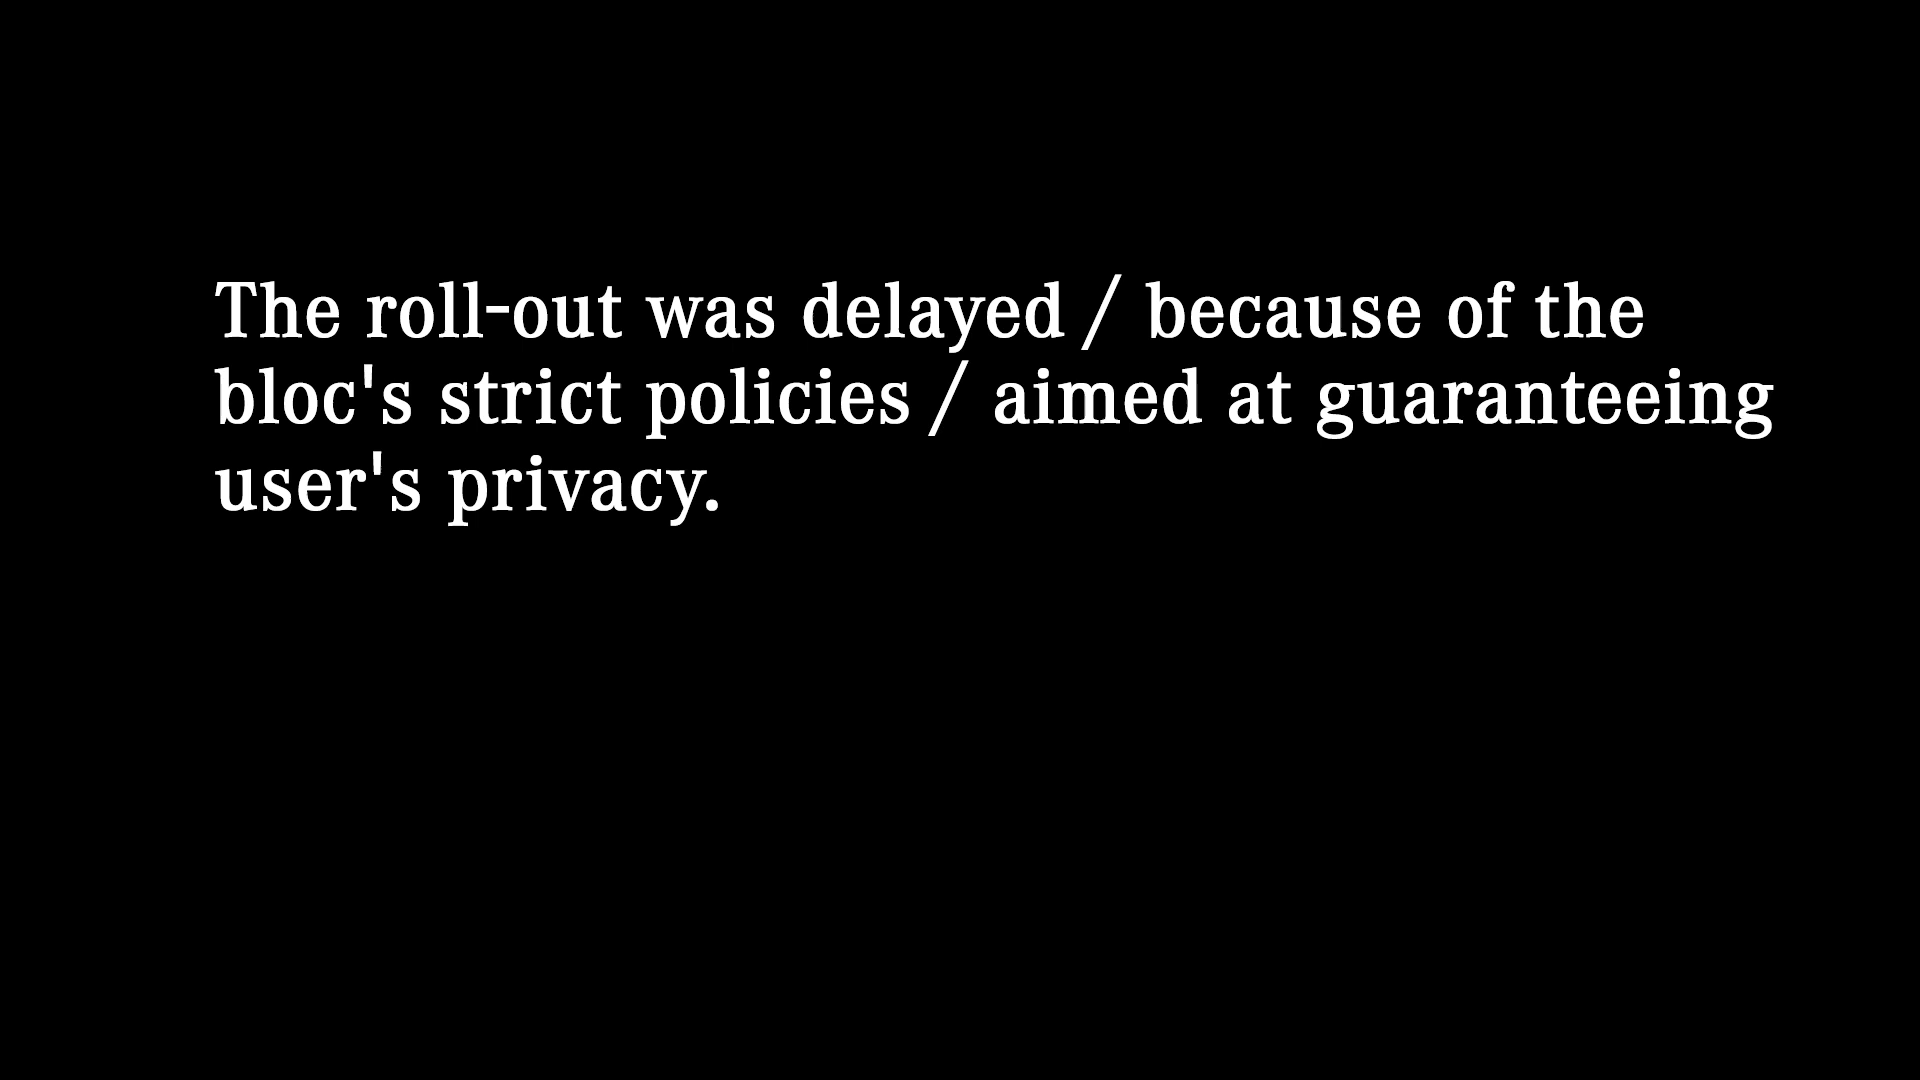 The roll-out was delayed / because of the
bloc's strict policies / aimed at guaranteeing
user's privacy.